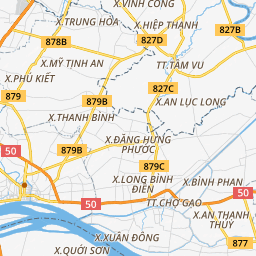 X.VĨNH CÔNG
X.TRUNG HÒA
X.HIỆP THẠNH
827B
878B
827D
X.MỸ TỊNH AN
TT.TẦM VU
X.PHÚ KIẾT
827C
879
879B
X.AN LỤC LONG
X.THANH BÌNH
X.ĐĂNG HƯNG
PHƯỚC
50
879B
879C
X.LONG BÌNH
ĐIỀN
X.BÌNH PHAN
50
TT.CHỢ GẠO
50
X.AN THẠNH
THUỶ
X.XUÂN ĐÔNG
877
X.QUỚI SƠN